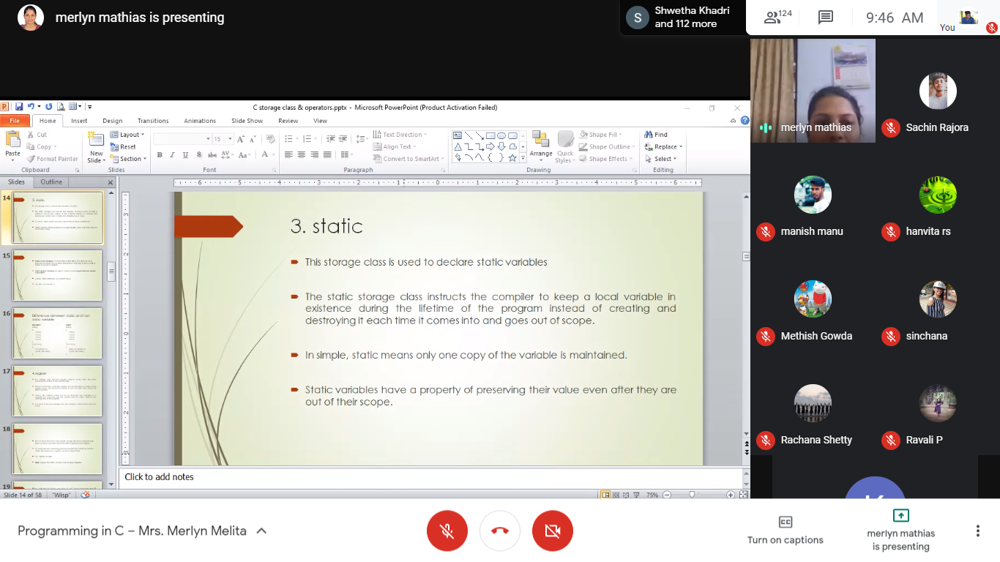 merlyn mathias is presenting
S
Shwetha Khadri
and 112 more
124
9:46 AM
You
C storage class & operators.pptx - Microsoft PowerPoint (Product Activation Failed)
File
Home
Insert
Design
Transitions
Animations
Slide Show
Review
View
Paste
Cut
Copy
Format Painter
Clipboard
New
Slide
Layout
Reset
Section
Slides
15
Font
Text Direction
Align Text
Convert to SmartArt
Paragraph
Arrange
Quick
Styles
Shape Fill
Shape Outline
Shape Effects
Drawing
Find
Replace
Select
Editing
Slides
Outline
14
3. static
15
16
Difference between static and non
static variable
17
4.register
18
19
3. static
This storage class is used to declare static variables
The static storage class instructs the compiler to keep a local variable in
existence during the lifetime of the program instead of creating and
destroying it each time it comes into and goes out of scope.
In simple, static means only one copy of the variable is maintained.
Static variables have a property of preserving their value even after they are
out of their scope.
Click to add notes
Slide 14 of 58
"Wisp"
75%
merlyn mathias
Sachin Rajora
manish manu
hanvita rs
Methish Gowda
sinchana
Rachana Shetty
Ravali P
Programming in C – Mrs. Merlyn Melita
Turn on captions
merlyn mathias
is presenting